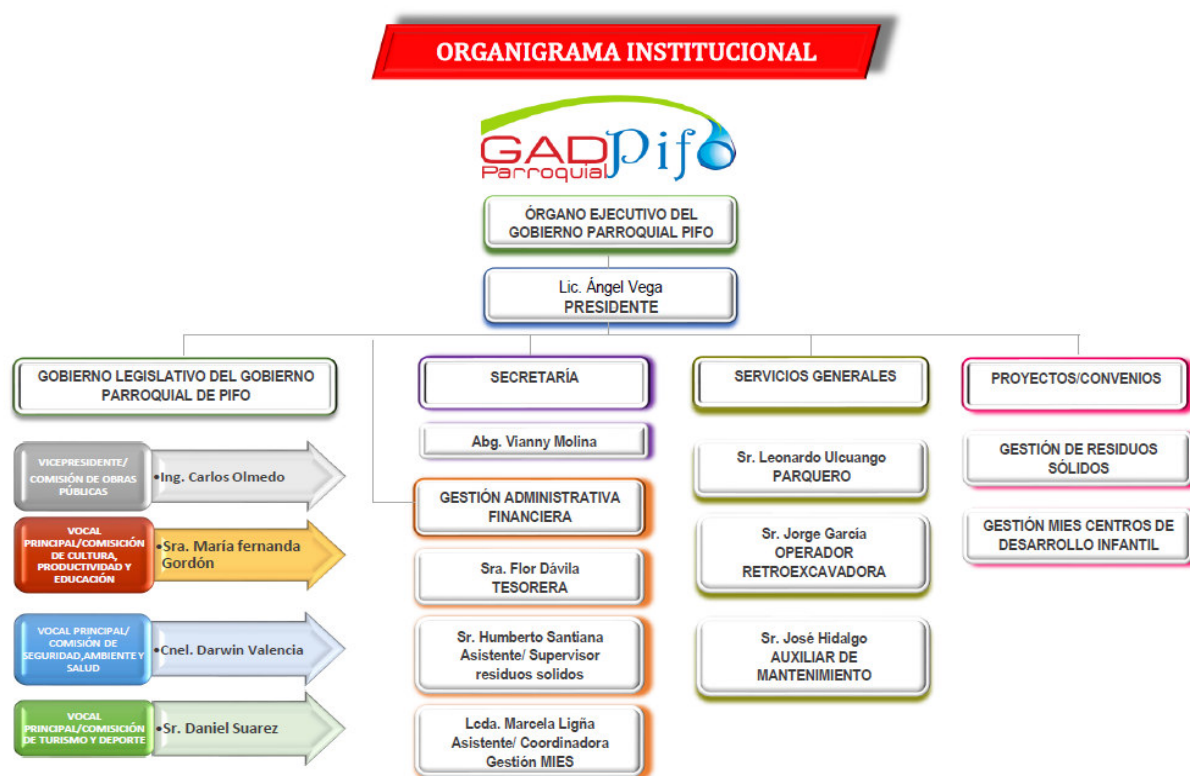 ORGANIGRAMA INSTITUCIONAL
GAD Pifo
Parroquial
ÓRGANO EJECUTIVO DEL
GOBIERNO PARROQUIAL PIFO
Lic. Ángel Vega
PRESIDENTE
GOBIERNO LEGISLATIVO DEL GOBIERNO
PARROQUIAL DE PIFO
VICEPRESIDENTE/
COMISIÓN DE OBRAS
PÚBLICAS
•Ing. Carlos Olmedo
VOCAL
PRINCIPAL/COMISICIÓN
DE CULTURA,
PRODUCTIVIDAD Y
EDUCACIÓN
•Sra. María fernanda
Gordón
VOCAL PRINCIPAL/
COMISIÓN DE
SEGURIDAD,AMBIENTE Y
SALUD
•Cnel. Darwin Valencia
VOCAL
PRINCIPAL/COMISICIÓN
DE TURISMO Y DEPORTE
•Sr. Daniel Suarez
SECRETARÍA
Abg. Vianny Molina
GESTIÓN ADMINISTRATIVA
FINANCIERA
Sra. Flor Dávila
TESORERA
Sr. Humberto Santiana
Asistente/ Supervisor
residuos solidos
Lcda. Marcela Ligña
Asistente/ Coordinadora
Gestión MIES
SERVICIOS GENERALES
Sr. Leonardo Ulcuango
PARQUERO
Sr. Jorge García
OPERADOR
RETROEXCAVADORA
Sr. José Hidalgo
AUXILIAR DE
MANTENIMIENTO
PROYECTOS/CONVENIOS
GESTIÓN DE RESIDUOS
SÓLIDOS
GESTIÓN MIES CENTROS DE
DESARROLLO INFANTIL